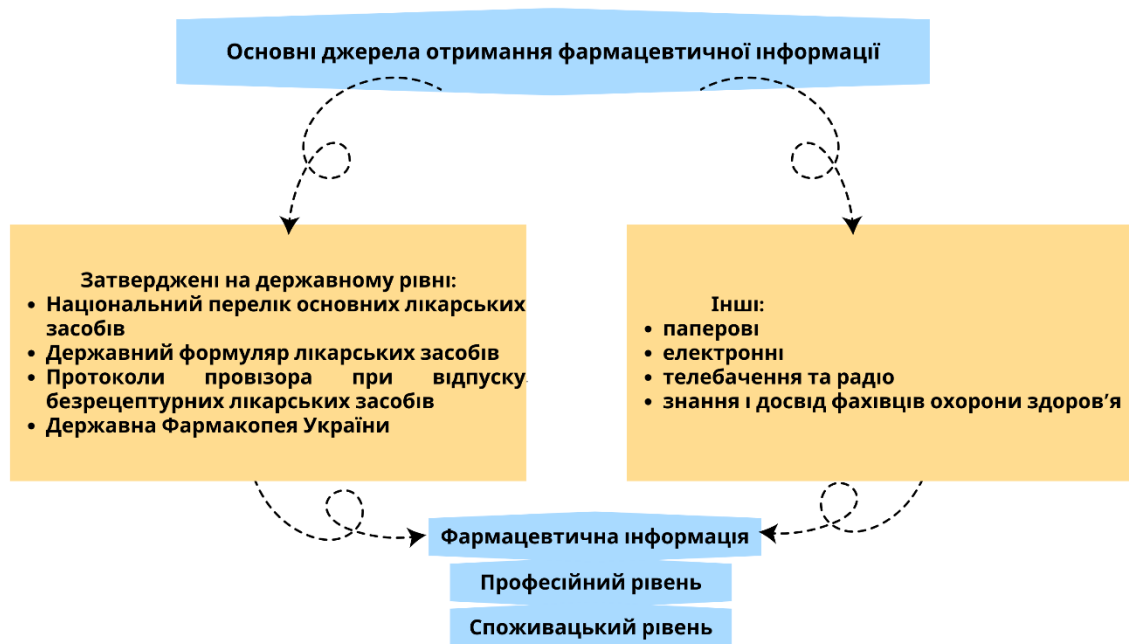 Основні джерела отримання фармацевтичної інформації
Затверджені на державному рівні:
• Національний перелік основних лікарських
засобів
• Державний формуляр лікарських засобів
• Протоколи провізора при відпуску
безрецептурних лікарських засобів
• Державна Фармакопея України
Інші:
• паперові
• електронні
• телебачення та радіо
• знання і досвід фахівців охорони здоров’я
Фармацевтична інформація
Професійний рівень
Споживацький рівень